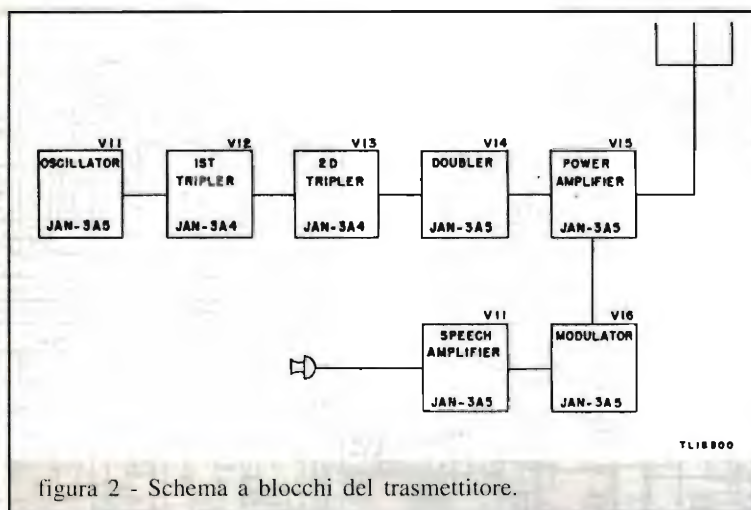 V11
OSCILLATOR
JAN-3A5
V12
1ST
TRIPLER
JAN-3A4
V13
2D
TRIPLER
JAN-3A4
V14
DOUBLER
JAN-3A5
V15
POWER
AMPLIFIER
JAN-3A5
V11
SPEECH
AMPLIFIER
JAN-3A5
V16
MODULATOR
JAN-3A5
TL18800
figura 2 - Schema a blocchi del trasmettitore.